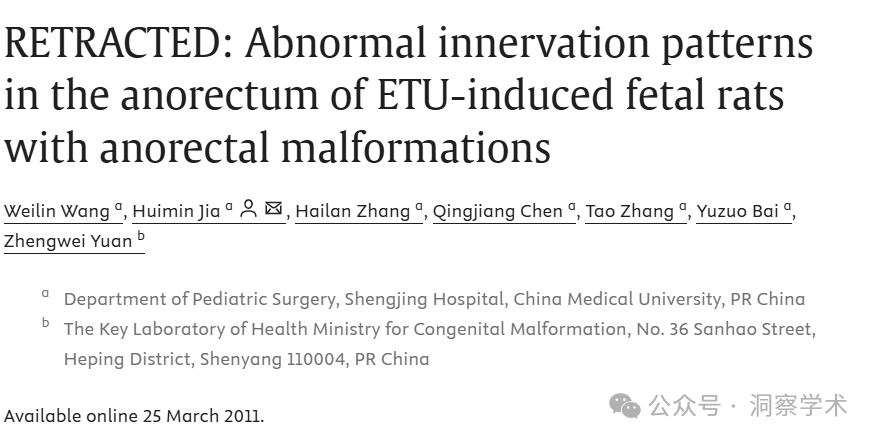 RETRACTED: Abnormal innervation patterns
in the anorectum of ETU-induced fetal rats
with anorectal malformations
Weilin Wang a, Huimin Jia a, Hailan Zhang a, Qingjiang Chen a, Tao Zhang a, Yuzuo Bai a,
Zhengwei Yuan b
a Department of Pediatric Surgery, Shengjing Hospital, China Medical University, PR China
b The Key Laboratory of Health Ministry for Congenital Malformation, No. 36 Sanhao Street,
Heping District, Shenyang 110004, PR China
Available online 25 March 2011.
公众号 · 洞察学术